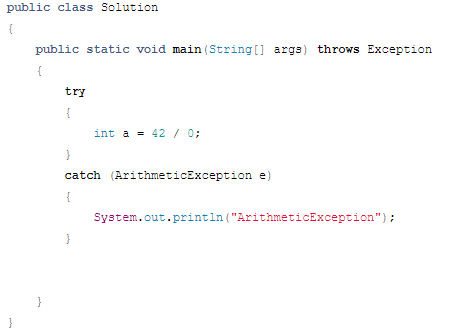 public class Solution
{
    public static void main(String[] args) throws Exception
    {
        try
        {
            int a = 42 / 0;
        }
        catch (ArithmeticException e)
        {
            System.out.println("ArithmeticException");
        }
    }
}